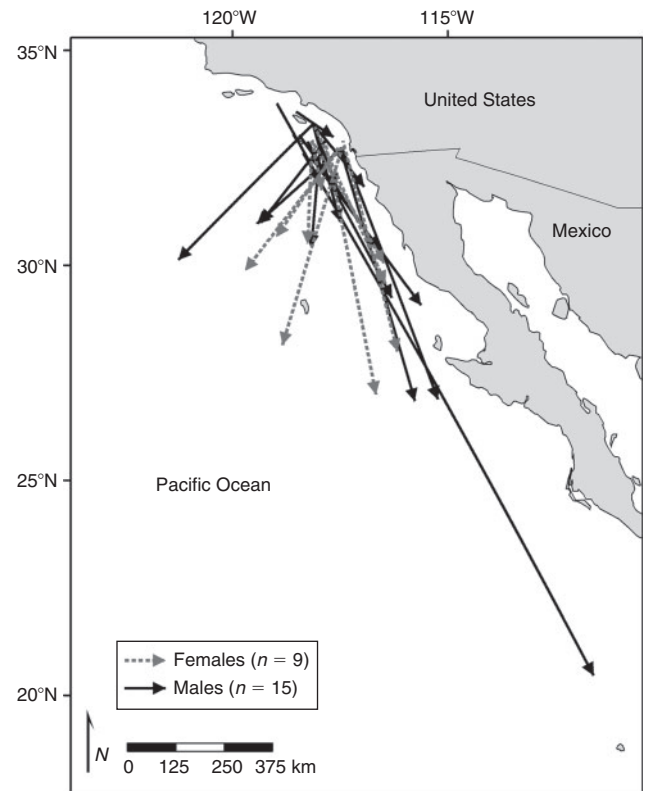 120°W 115°W
35°N
United States
Mexico
30°N
25°N
Pacific Ocean
Females (n = 9)
Males (n = 15)
20°N
N
0 125 250 375 km